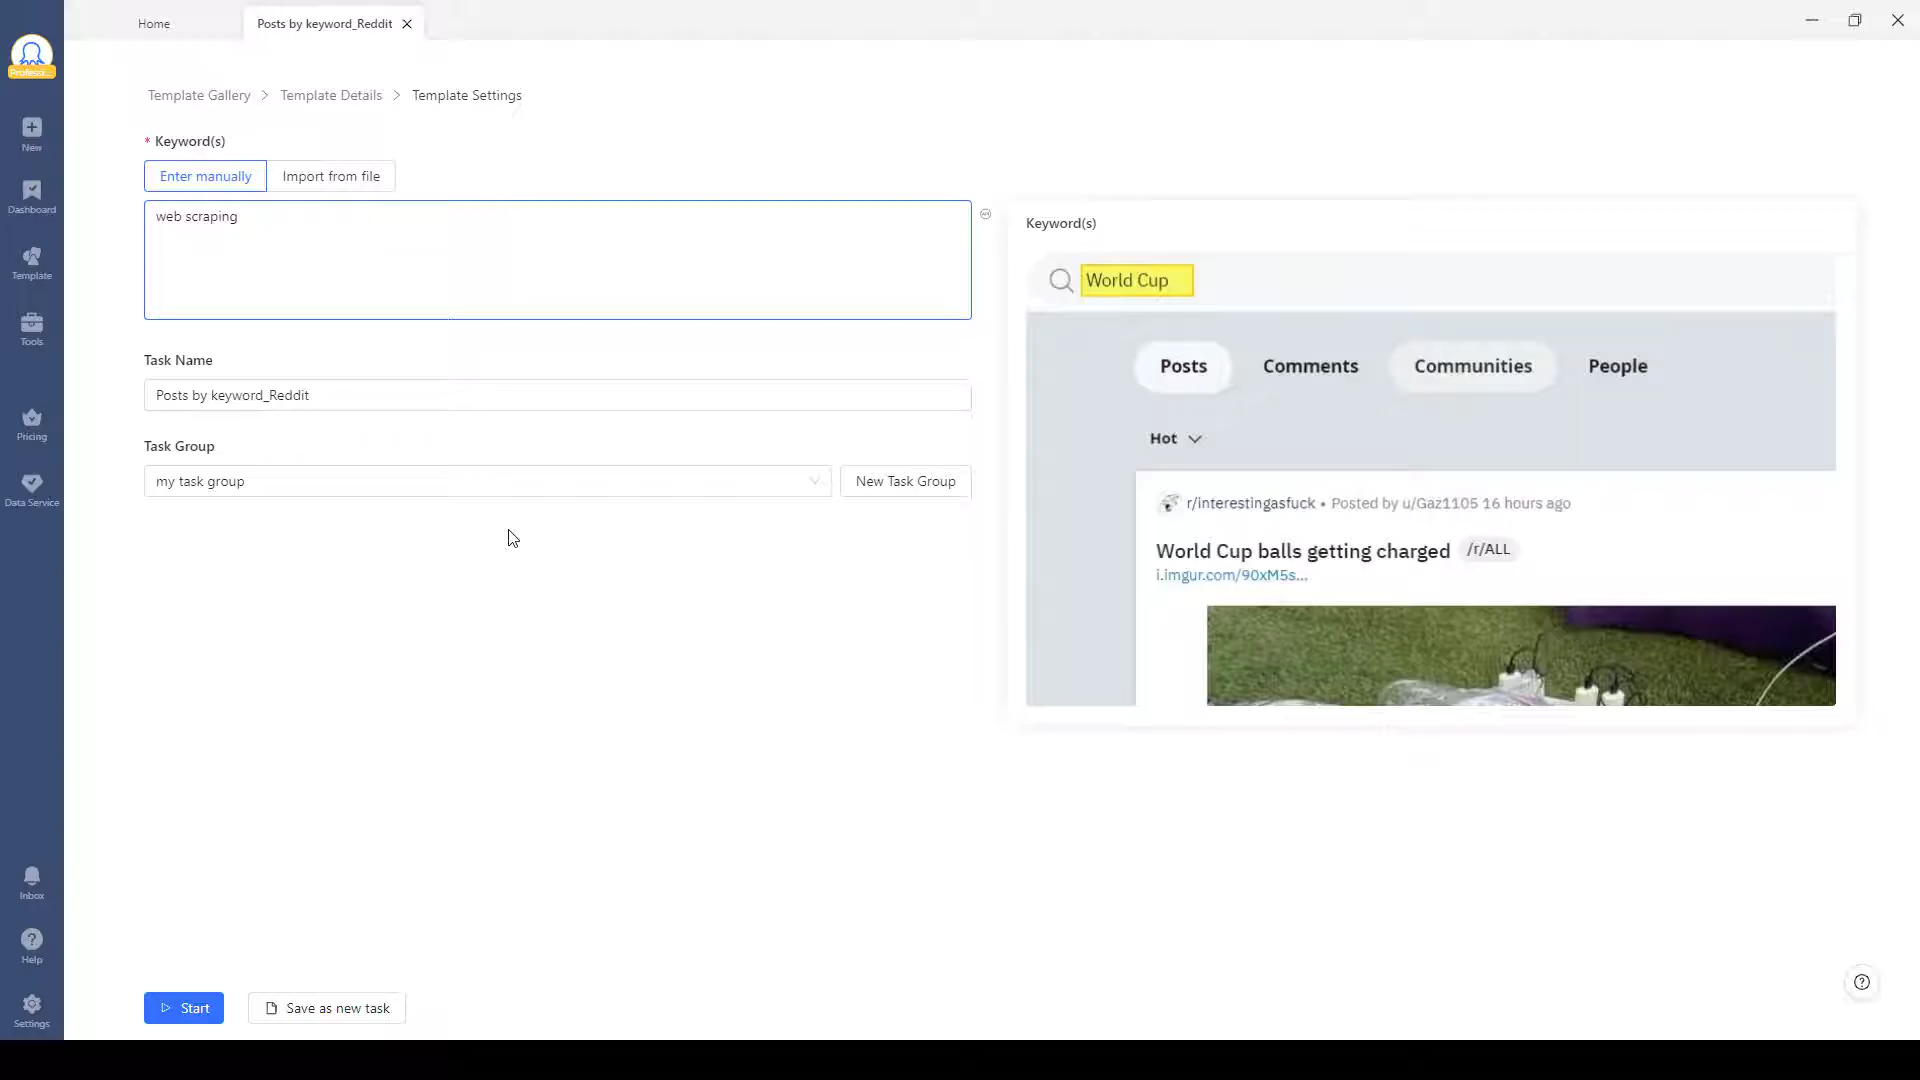 Home
Posts by keyword_Reddit
Professi...
New
Dashboard
Template
Tools
Pricing
Data Service
Inbox
Help
Settings
Template Gallery > Template Details > Template Settings
* Keyword(s)
Enter manually
Import from file
web scraping
Task Name
Posts by keyword_Reddit
Task Group
my task group
New Task Group
Start
Save as new task
Keyword(s)
World Cup
Posts
Comments
Communities
People
Hot
r/interestingasfuck • Posted by u/Gaz1105 16 hours ago
World Cup balls getting charged
/r/ALL
i.imgur.com/90xM5s...